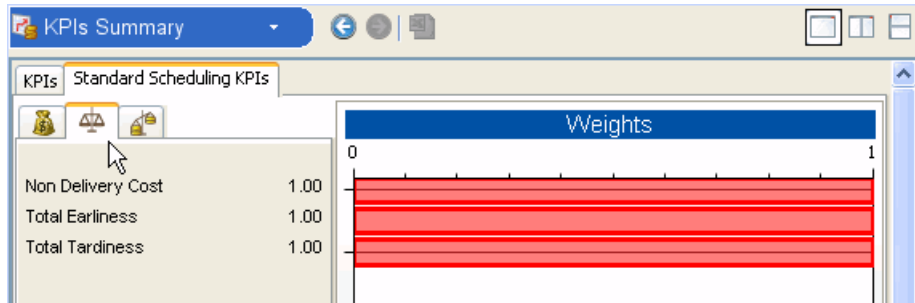 KPIs Summary
KPIs Standard Scheduling KPIs
Weights
0 1
Non Delivery Cost 1.00
Total Earliness 1.00
Total Tardiness 1.00